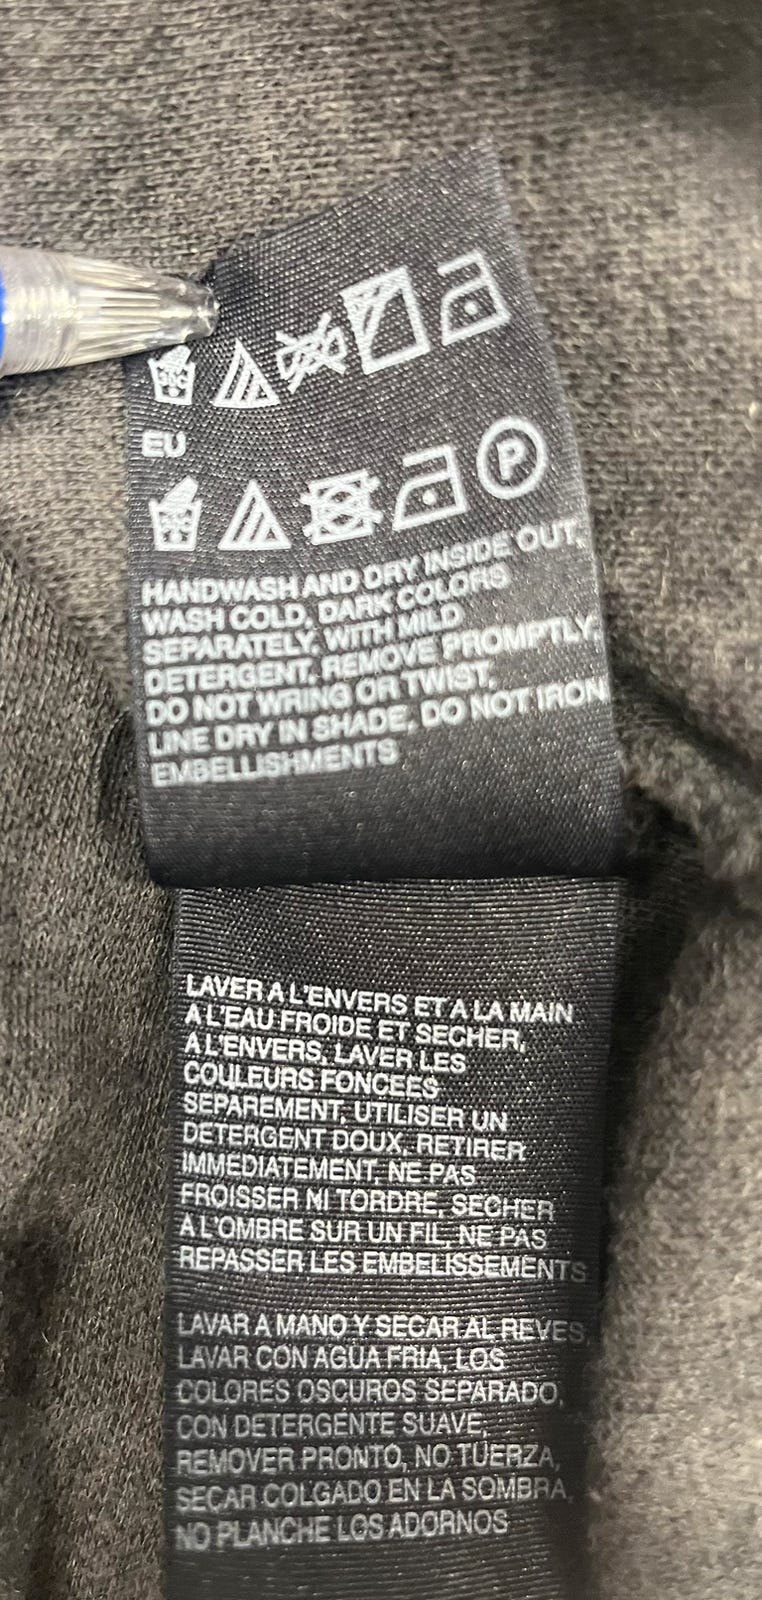 EU
P
HANDWASH AND DRY INSIDE OUT,
WASH COLD, DARK COLORS
SEPARATELY, WITH MILD
DETERGENT, REMOVE PROMPTLY,
DO NOT WRING OR TWIST,
LINE DRY IN SHADE, DO NOT IRON
EMBELLISHMENTS
LAVER A L'ENVERS ET A LA MAIN
A L'EAU FROIDE ET SECHER,
A L'ENVERS, LAVER LES
COULEURS FONCEES
SEPAREMENT, UTILISER UN
DETERGENT DOUX, RETIRER
IMMEDIATEMENT, NE PAS
FROISSER NI TORDRE, SECHER
A L'OMBRE SUR UN FIL, NE PAS
REPASSER LES EMBELISSEMENTS
LAVAR A MANO Y SECAR AL REVES,
LAVAR CON AGUA FRIA, LOS
COLORES OSCUROS SEPARADO,
CON DETERGENTE SUAVE,
REMOVER PRONTO, NO TUERZA,
SECAR COLGADO EN LA SOMBRA,
NO PLANCHE LOS ADORNOS